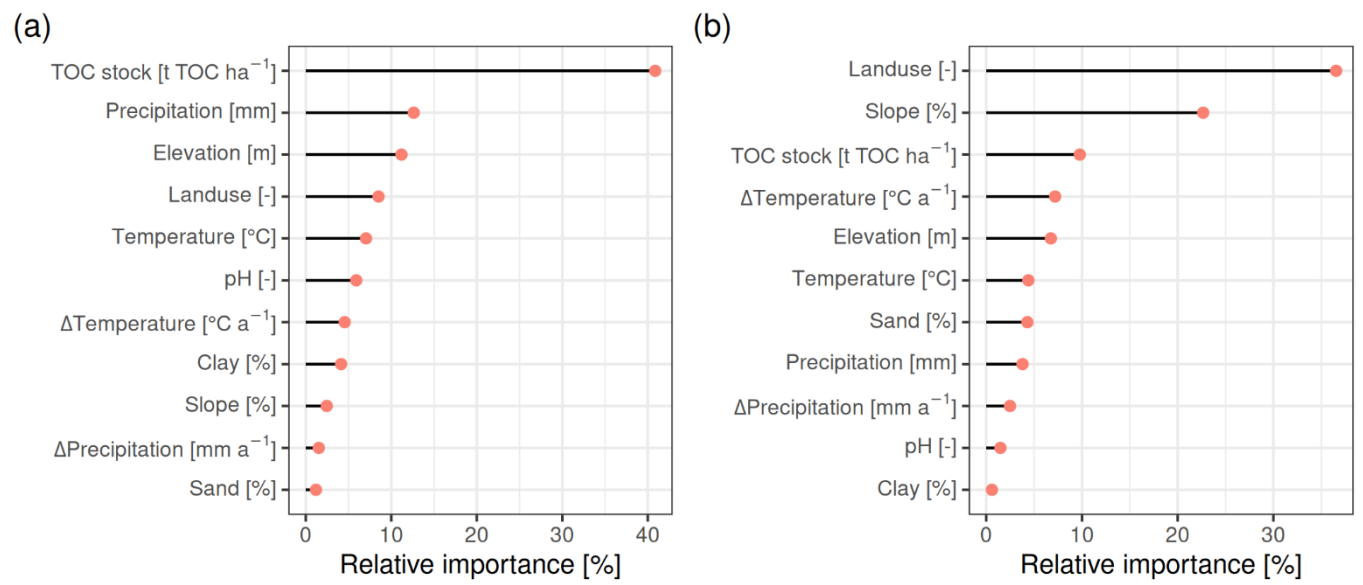 (a)
TOC stock [t TOC ha⁻¹]
Precipitation [mm]
Elevation [m]
Landuse [-]
Temperature [°C]
pH [-]
ΔTemperature [°C a⁻¹]
Clay [%]
Slope [%]
ΔPrecipitation [mm a⁻¹]
Sand [%]
0 10 20 30 40
Relative importance [%]
(b)
Landuse [-]
Slope [%]
TOC stock [t TOC ha⁻¹]
ΔTemperature [°C a⁻¹]
Elevation [m]
Temperature [°C]
Sand [%]
Precipitation [mm]
ΔPrecipitation [mm a⁻¹]
pH [-]
Clay [%]
0 10 20 30
Relative importance [%]